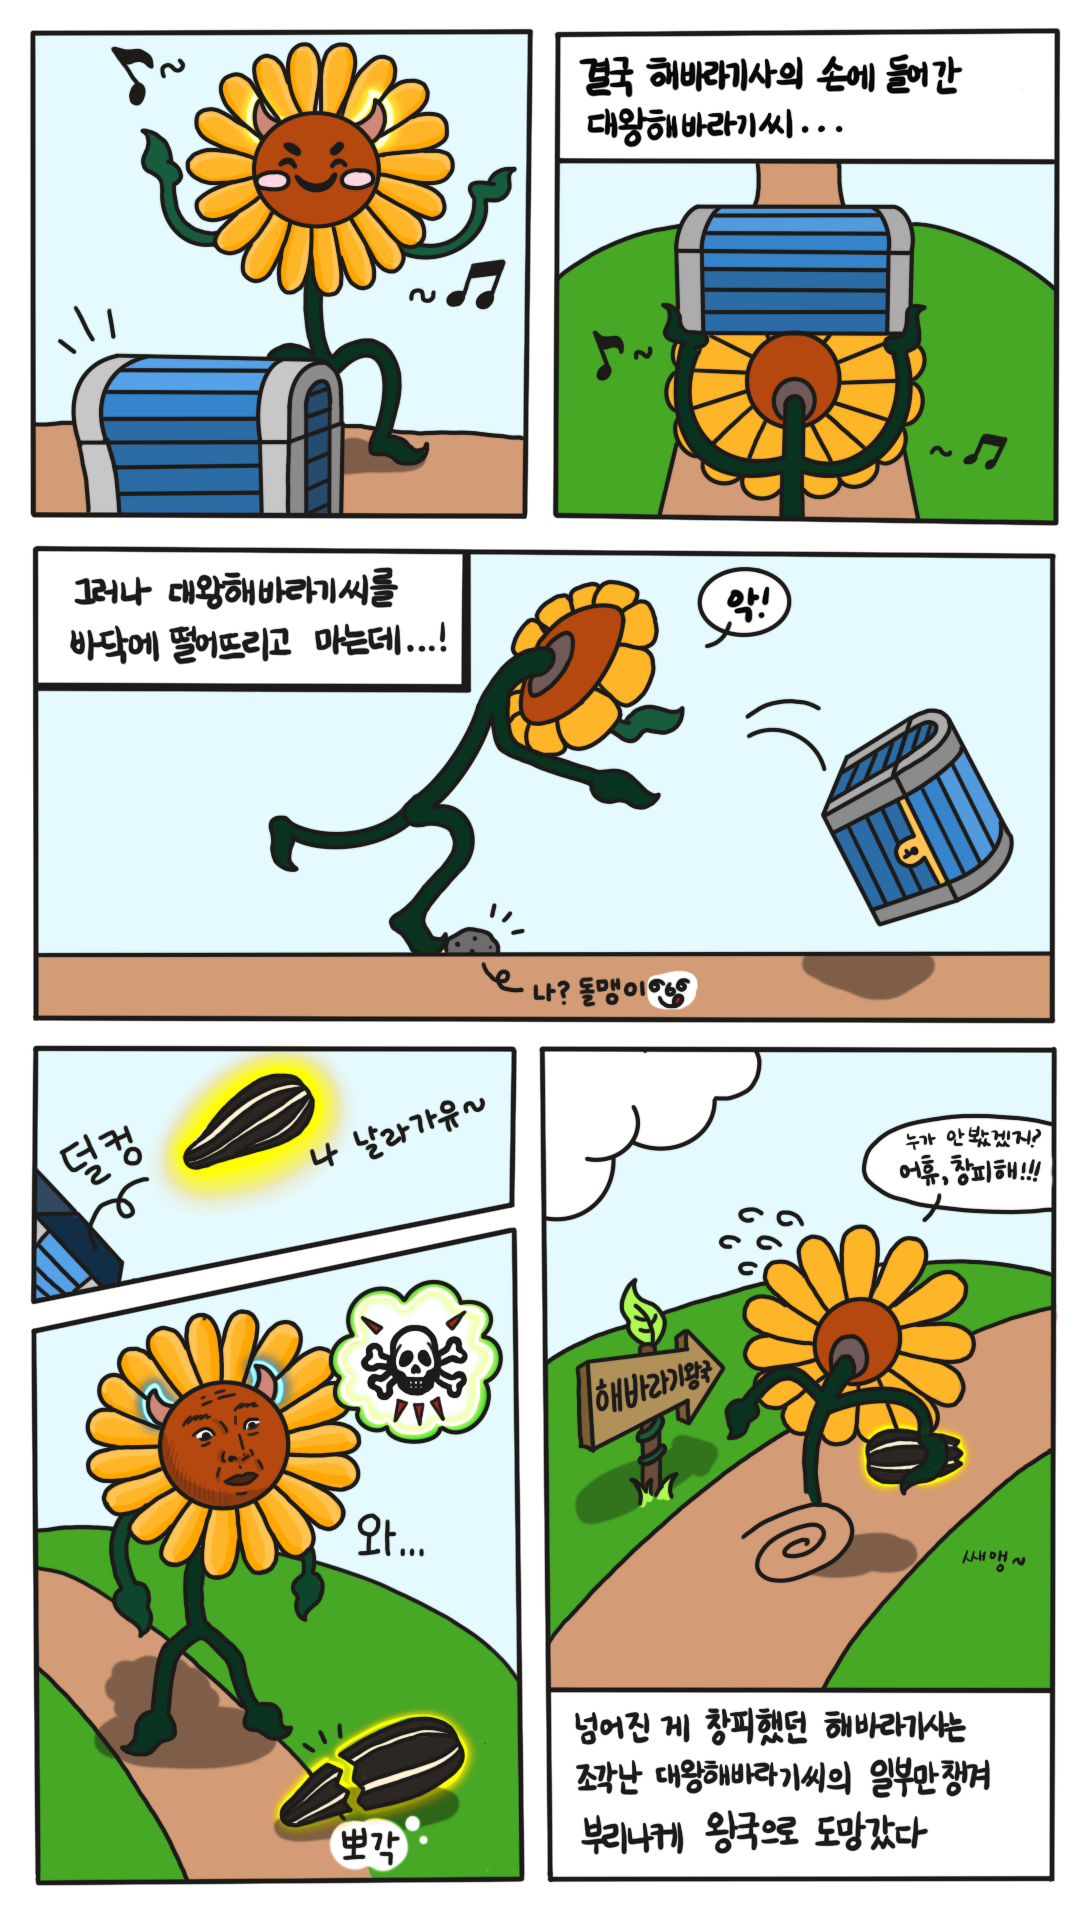 결국 해바라기사의 손에 들어간
대왕해바라기씨...
그러나 대왕해바라기씨를
바닥에 떨어뜨리고 마는데...!
악!
나? 돌맹이
덜컹
나 날라가유~
와...
뽀각
누가 안 봤겠지?
어휴, 창피해!!!
해바라기왕국
쌔앵~
넘어진 게 창피했던 해바라기사는
조각난 대왕해바라기씨의 일부만 챙겨
부리나케 왕국으로 도망갔다